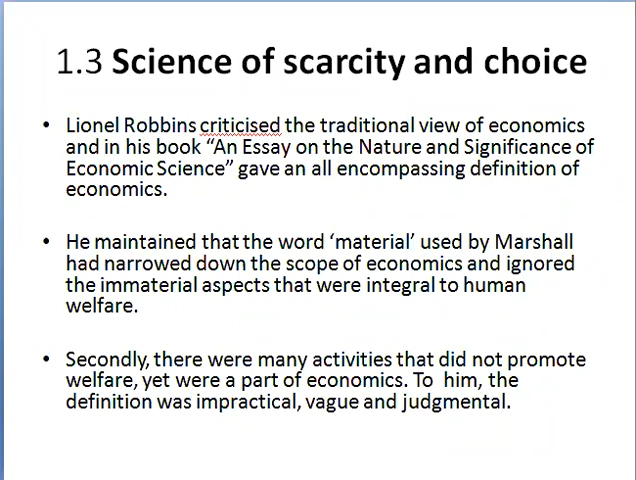 1.3 Science of scarcity and choice
• Lionel Robbins criticised the traditional view of economics
and in his book “An Essay on the Nature and Significance of
Economic Science” gave an all encompassing definition of
economics.
• He maintained that the word ‘material’ used by Marshall
had narrowed down the scope of economics and ignored
the immaterial aspects that were integral to human
welfare.
• Secondly, there were many activities that did not promote
welfare, yet were a part of economics. To him, the
definition was impractical, vague and judgmental.